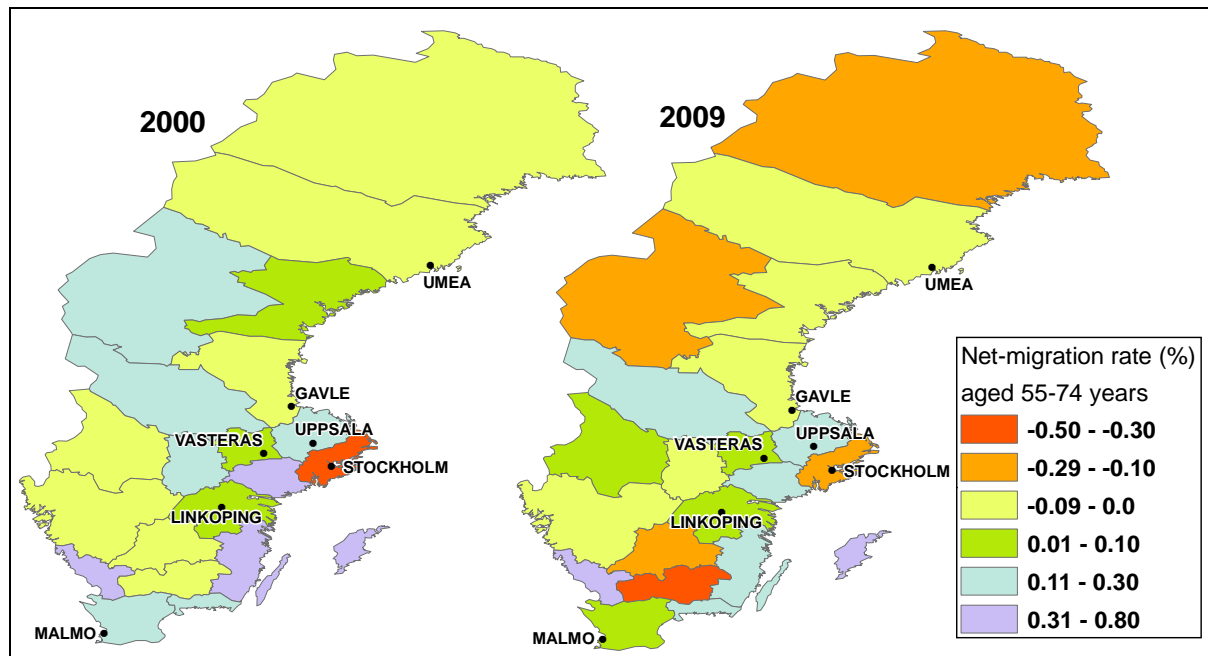 2000
2009
UMEA
GAVLE
UPPSALA
VASTERAS
STOCKHOLM
LINKOPING
MALMO
UMEA
GAVLE
UPPSALA
VASTERAS
STOCKHOLM
LINKOPING
MALMO
Net-migration rate (%)
aged 55-74 years
-0.50 - -0.30
-0.29 - -0.10
-0.09 - 0.0
0.01 - 0.10
0.11 - 0.30
0.31 - 0.80